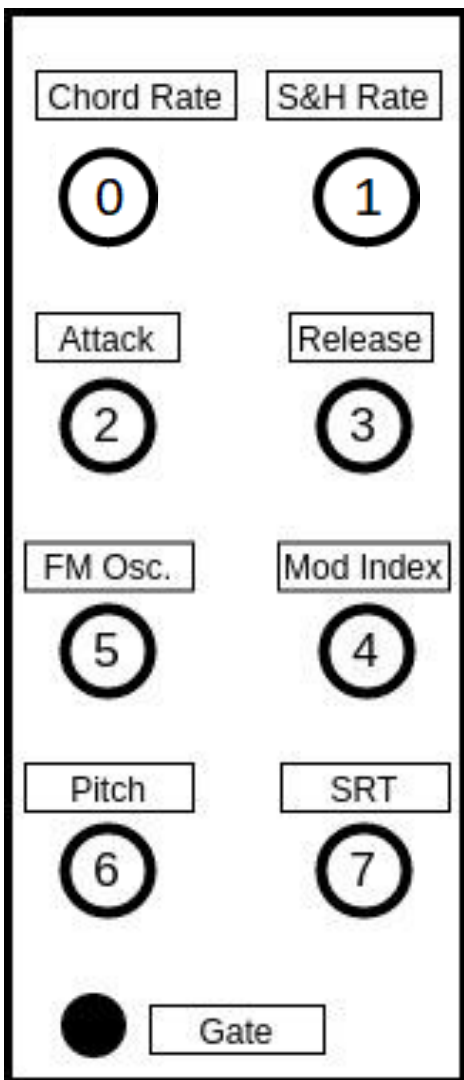 Chord Rate S&H Rate
0 1
Attack Release
2 3
FM Osc. Mod Index
5 4
Pitch SRT
6 7
Gate